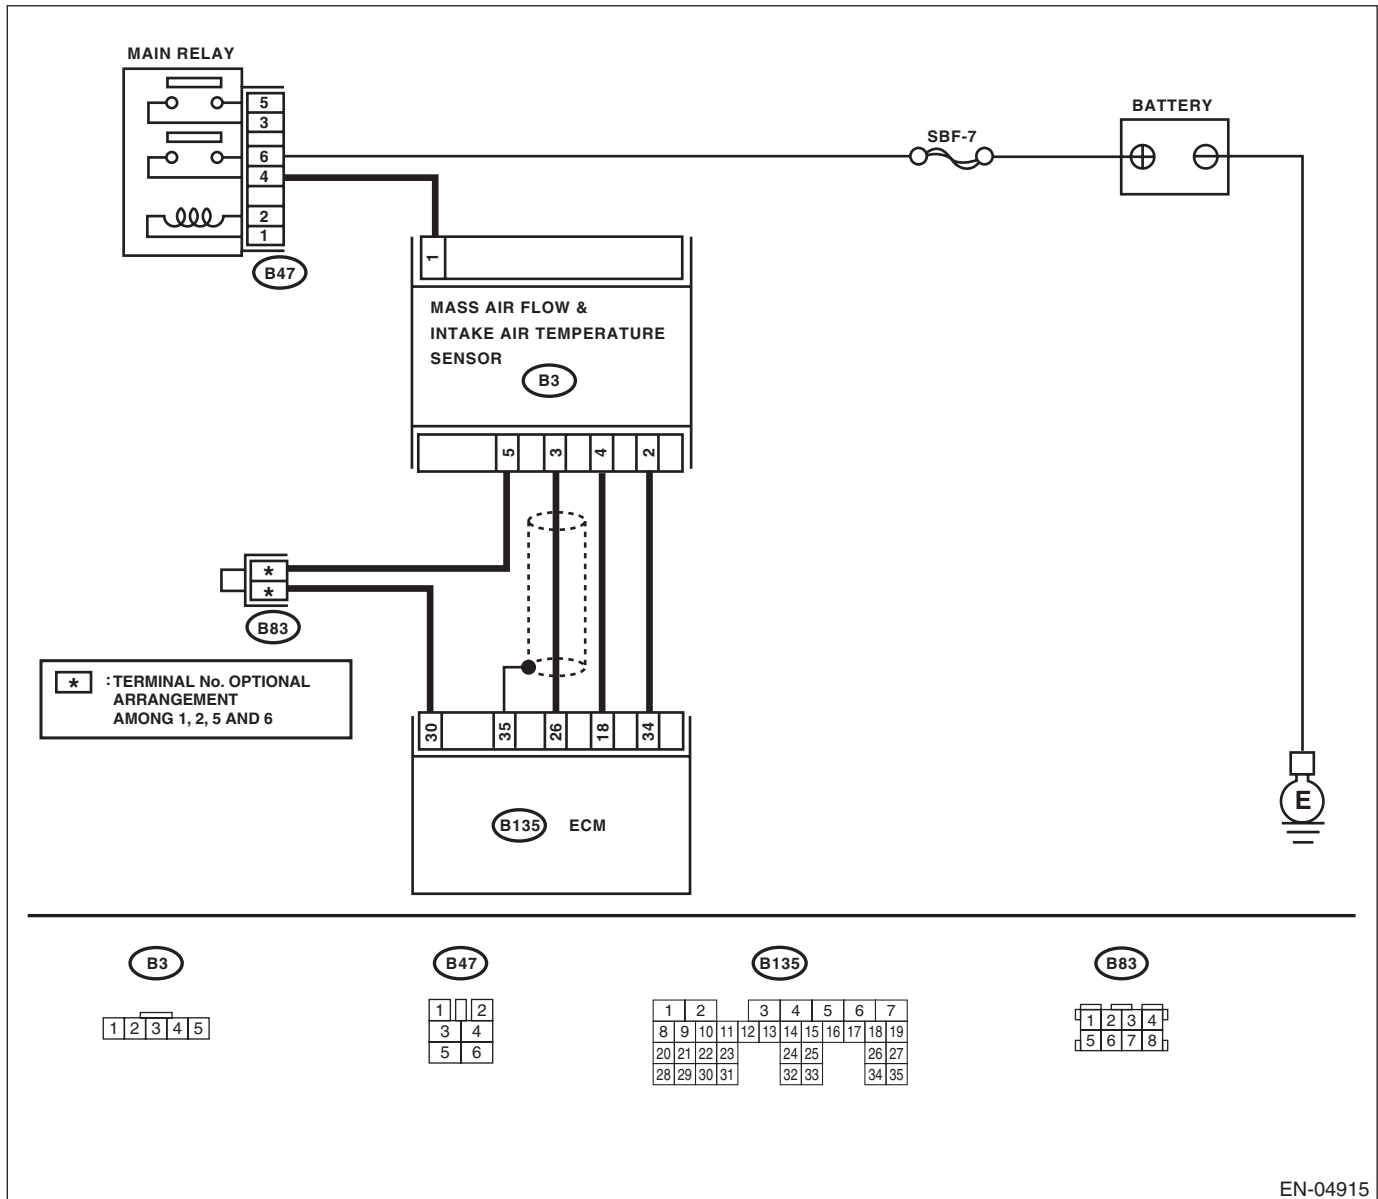 MAIN RELAY
5
3
6
4
2
1
B47
SBF-7
BATTERY
1
MASS AIR FLOW &
INTAKE AIR TEMPERATURE
SENSOR
B3
5 3 4 2
*
*
B83
* : TERMINAL No. OPTIONAL
ARRANGEMENT
AMONG 1, 2, 5 AND 6
30 35 26 18 34
B135 ECM
E
B3 B47 B135 B83
1 2 3 4 5
1 2
3 4
5 6
1 2 3 4 5 6 7
8 9 10 11 12 13 14 15 16 17 18 19
20 21 22 23 24 25 26 27
28 29 30 31 32 33 34 35
1 2 3 4
5 6 7 8
EN-04915